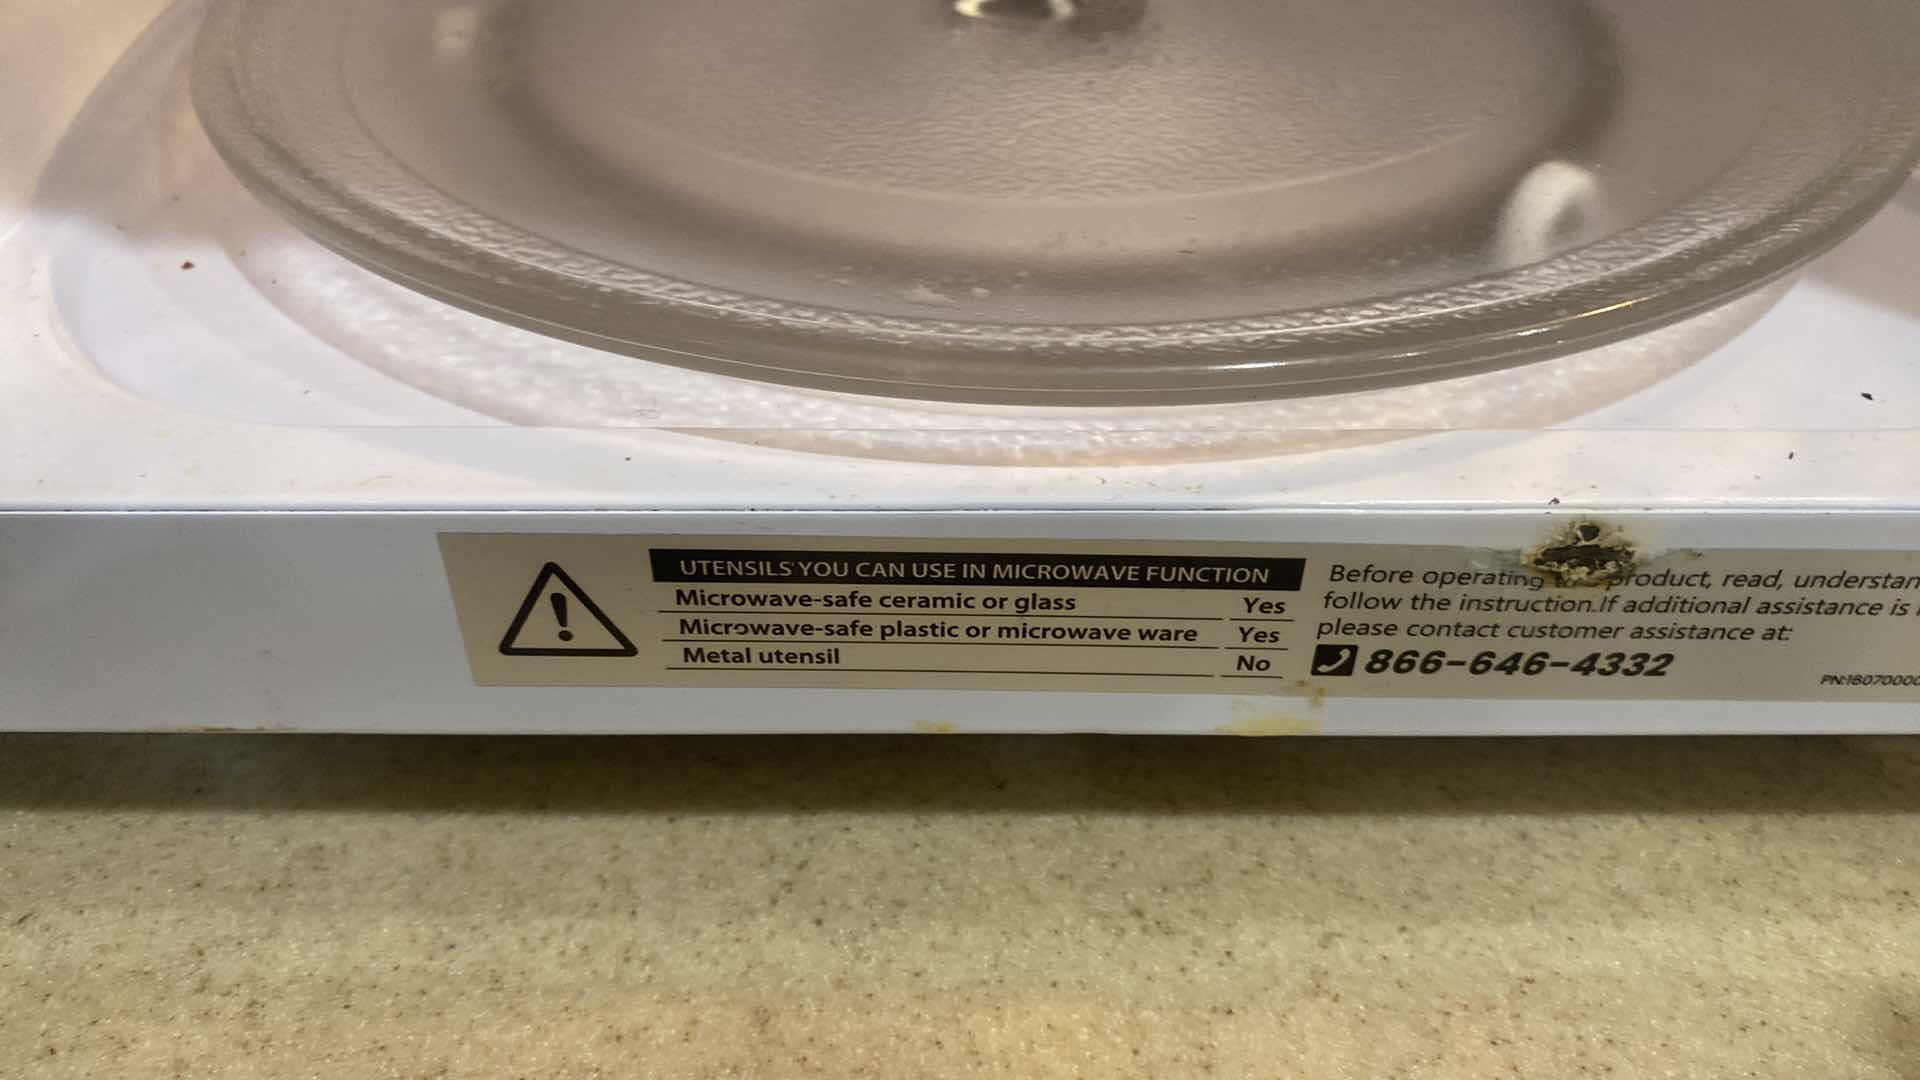 UTENSILS YOU CAN USE IN MICROWAVE FUNCTION
Microwave-safe ceramic or glass Yes
Microwave-safe plastic or microwave ware Yes
Metal utensil No
Before operating product, read, understan
follow the instruction.If additional assistance is
please contact customer assistance at:
866-646-4332
PN:16070000